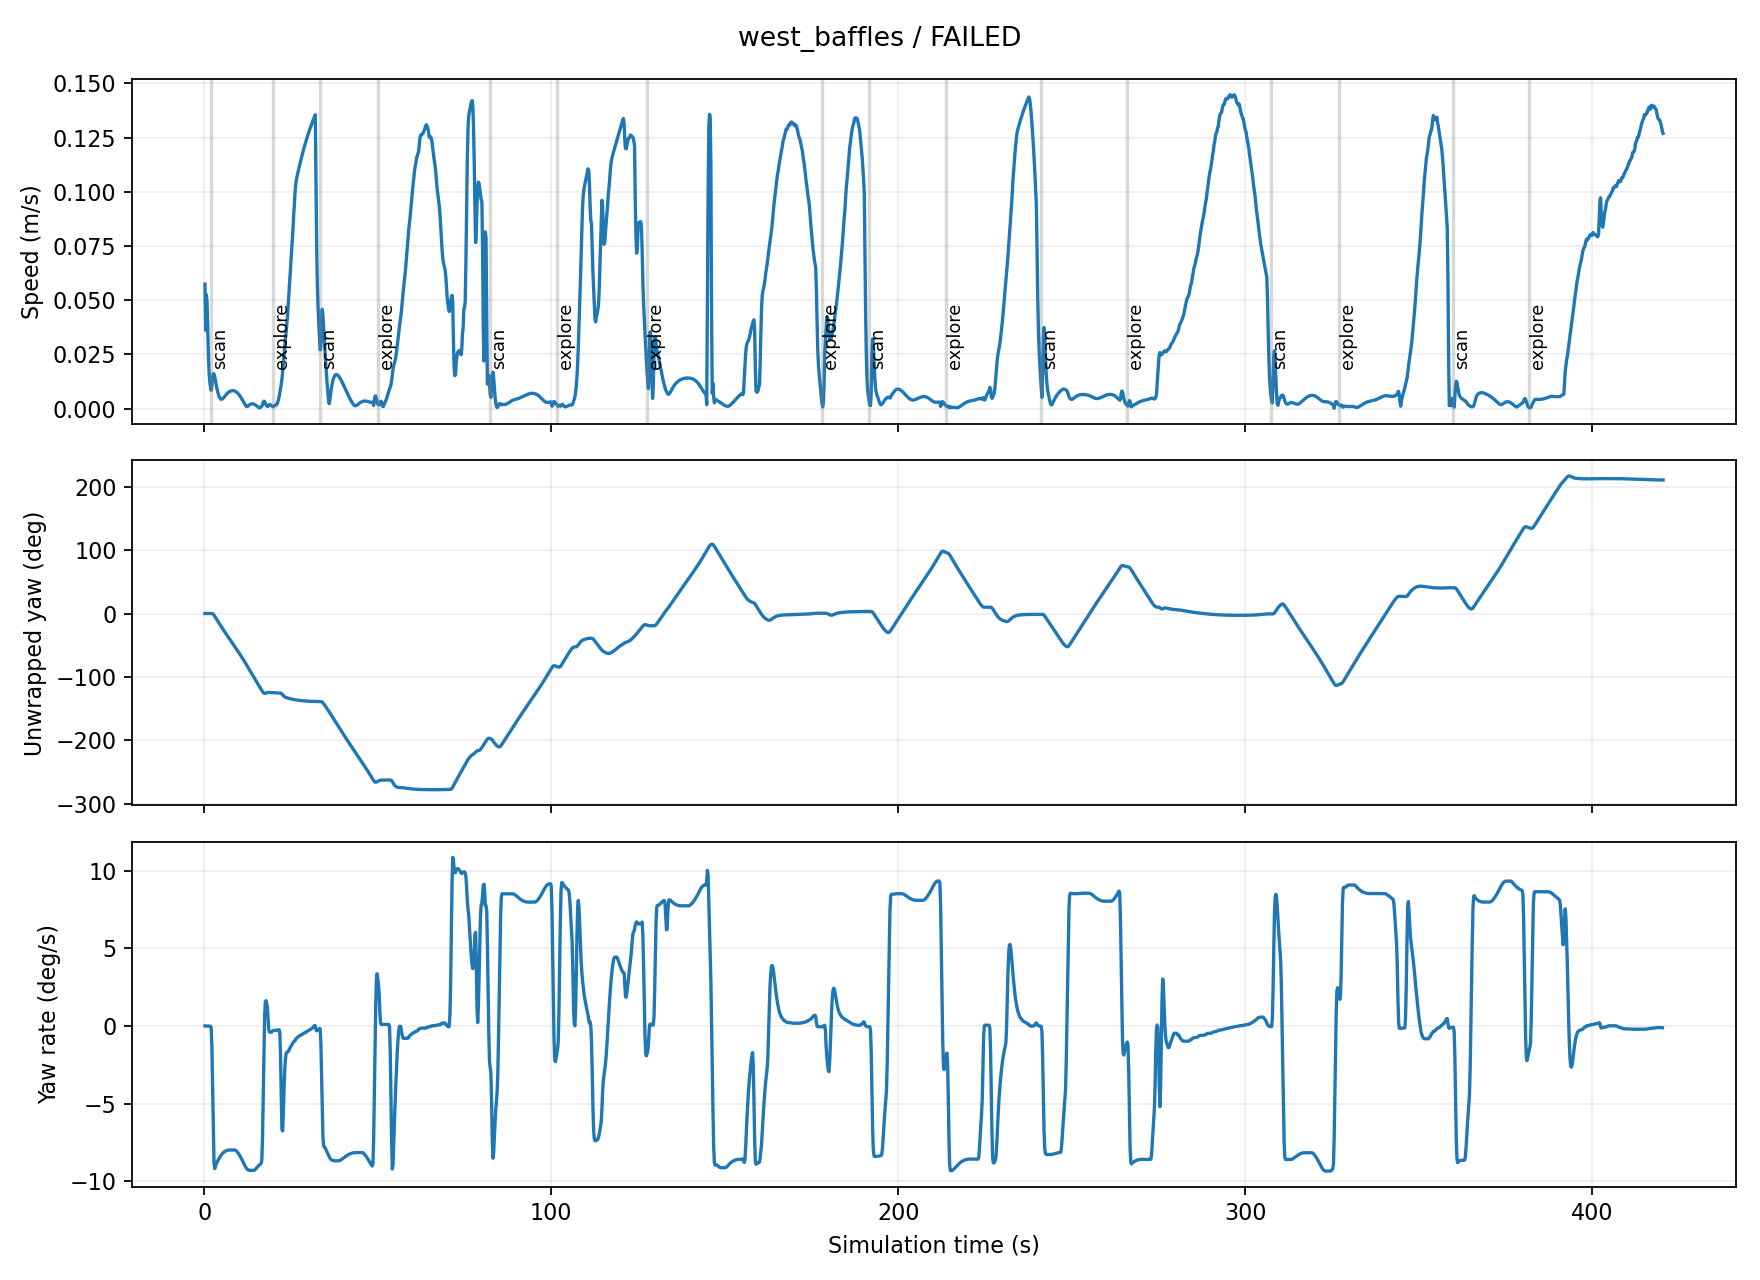 west_baffles / FAILED
Speed (m/s)
0.150
0.125
0.100
0.075
0.050
0.025
0.000
scan
explore
scan
explore
scan
explore
explore
explore
scan
explore
scan
explore
scan
explore
scan
explore
Unwrapped yaw (deg)
200
100
0
−100
−200
−300
Yaw rate (deg/s)
10
5
0
−5
−10
0
100
200
300
400
Simulation time (s)